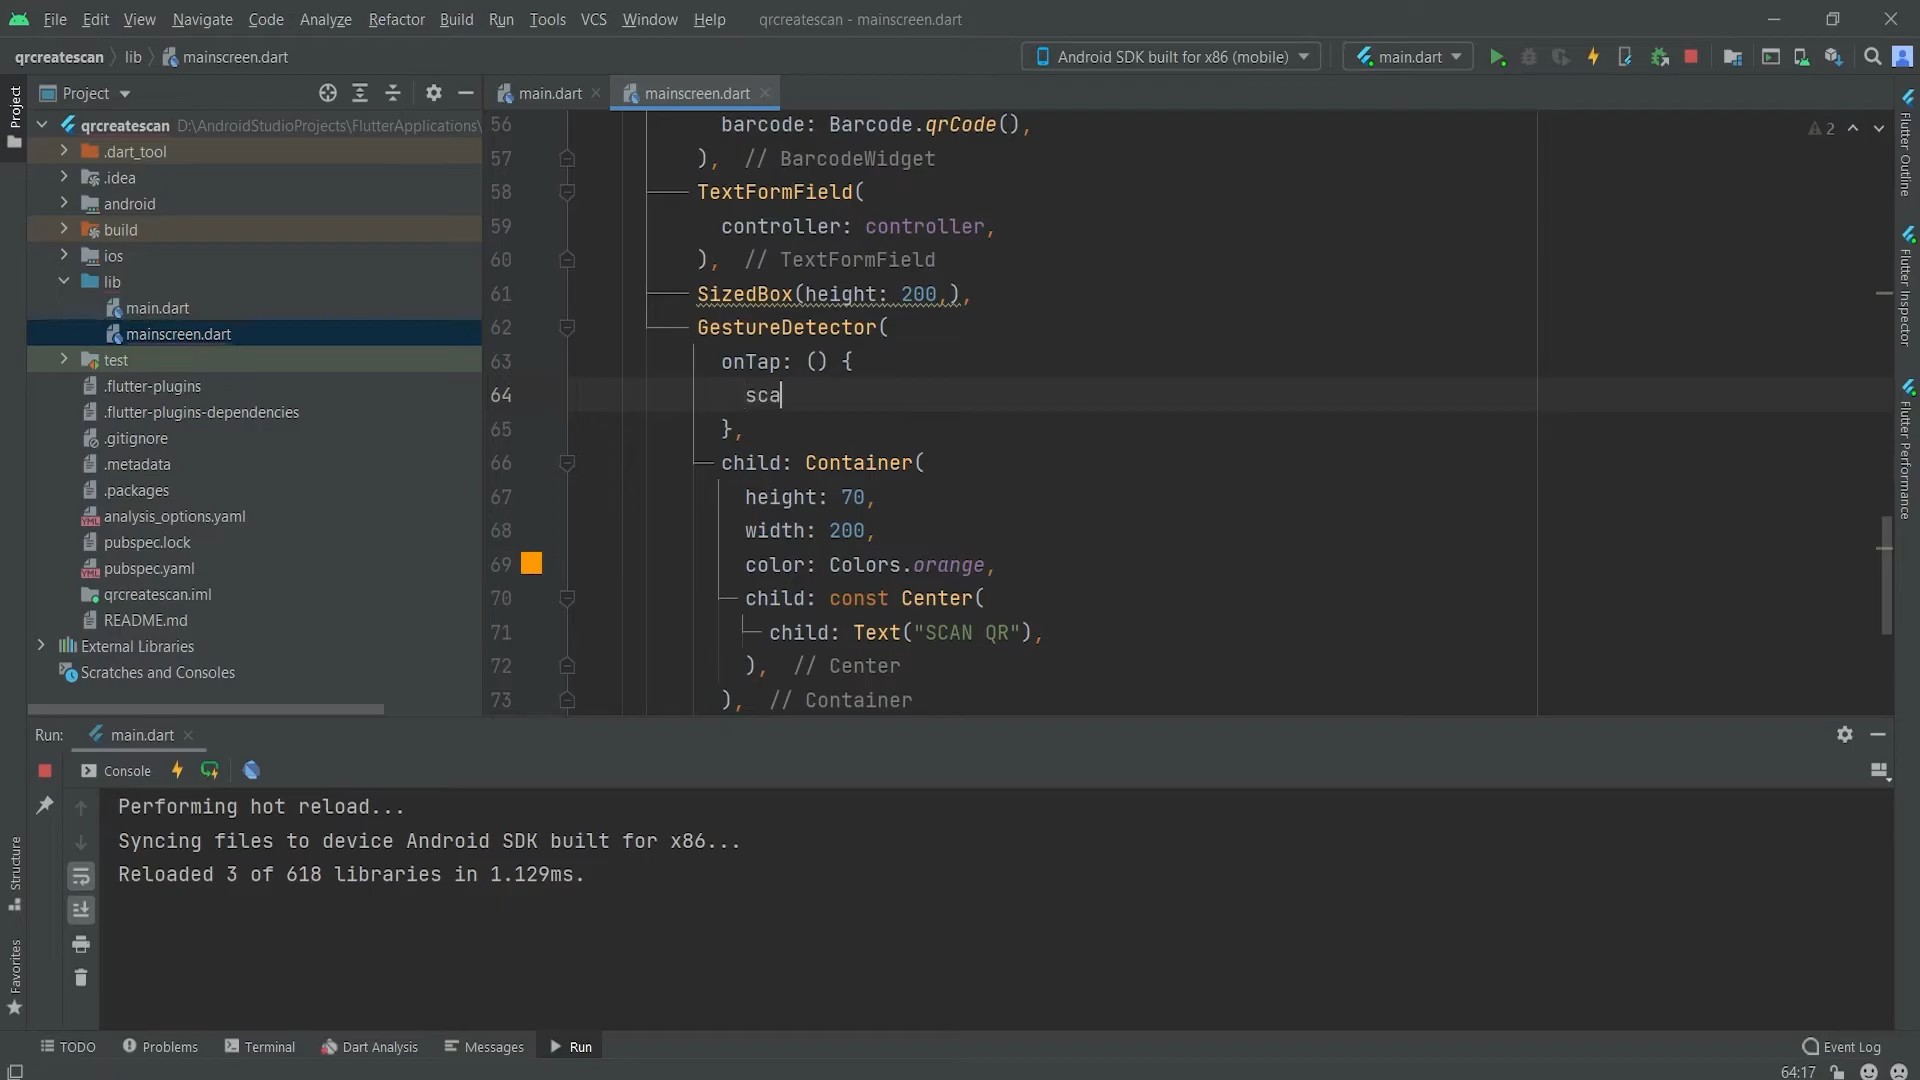 File Edit View Navigate Code Analyze Refactor Build Run Tools VCS Window Help qrcreatescan - mainscreen.dart
qrcreatescan lib mainscreen.dart Android SDK built for x86 (mobile) main.dart
Project main.dart mainscreen.dart
Project
qrcreatescan D:\AndroidStudioProjects\FlutterApplications\
.dart_tool
.idea
android
build
ios
lib
main.dart
mainscreen.dart
test
.flutter-plugins
.flutter-plugins-dependencies
.gitignore
.metadata
.packages
analysis_options.yaml
pubspec.lock
pubspec.yaml
qrcreatescan.iml
README.md
External Libraries
Scratches and Consoles
56 barcode: Barcode.qrCode(),
57 ), // BarcodeWidget
58 TextFormField(
59 controller: controller,
60 ), // TextFormField
61 SizedBox(height: 200,),
62 GestureDetector(
63 onTap: () {
64 sca
65 },
66 child: Container(
67 height: 70,
68 width: 200,
69 color: Colors.orange,
70 child: const Center(
71 child: Text("SCAN QR"),
72 ), // Center
73 ), // Container
2
Flutter Outline
Flutter Inspector
Flutter Performance
Run: main.dart
Console
Performing hot reload...
Syncing files to device Android SDK built for x86...
Reloaded 3 of 618 libraries in 1.129ms.
Structure
Favorites
TODO Problems Terminal Dart Analysis Messages Run Event Log
64:17